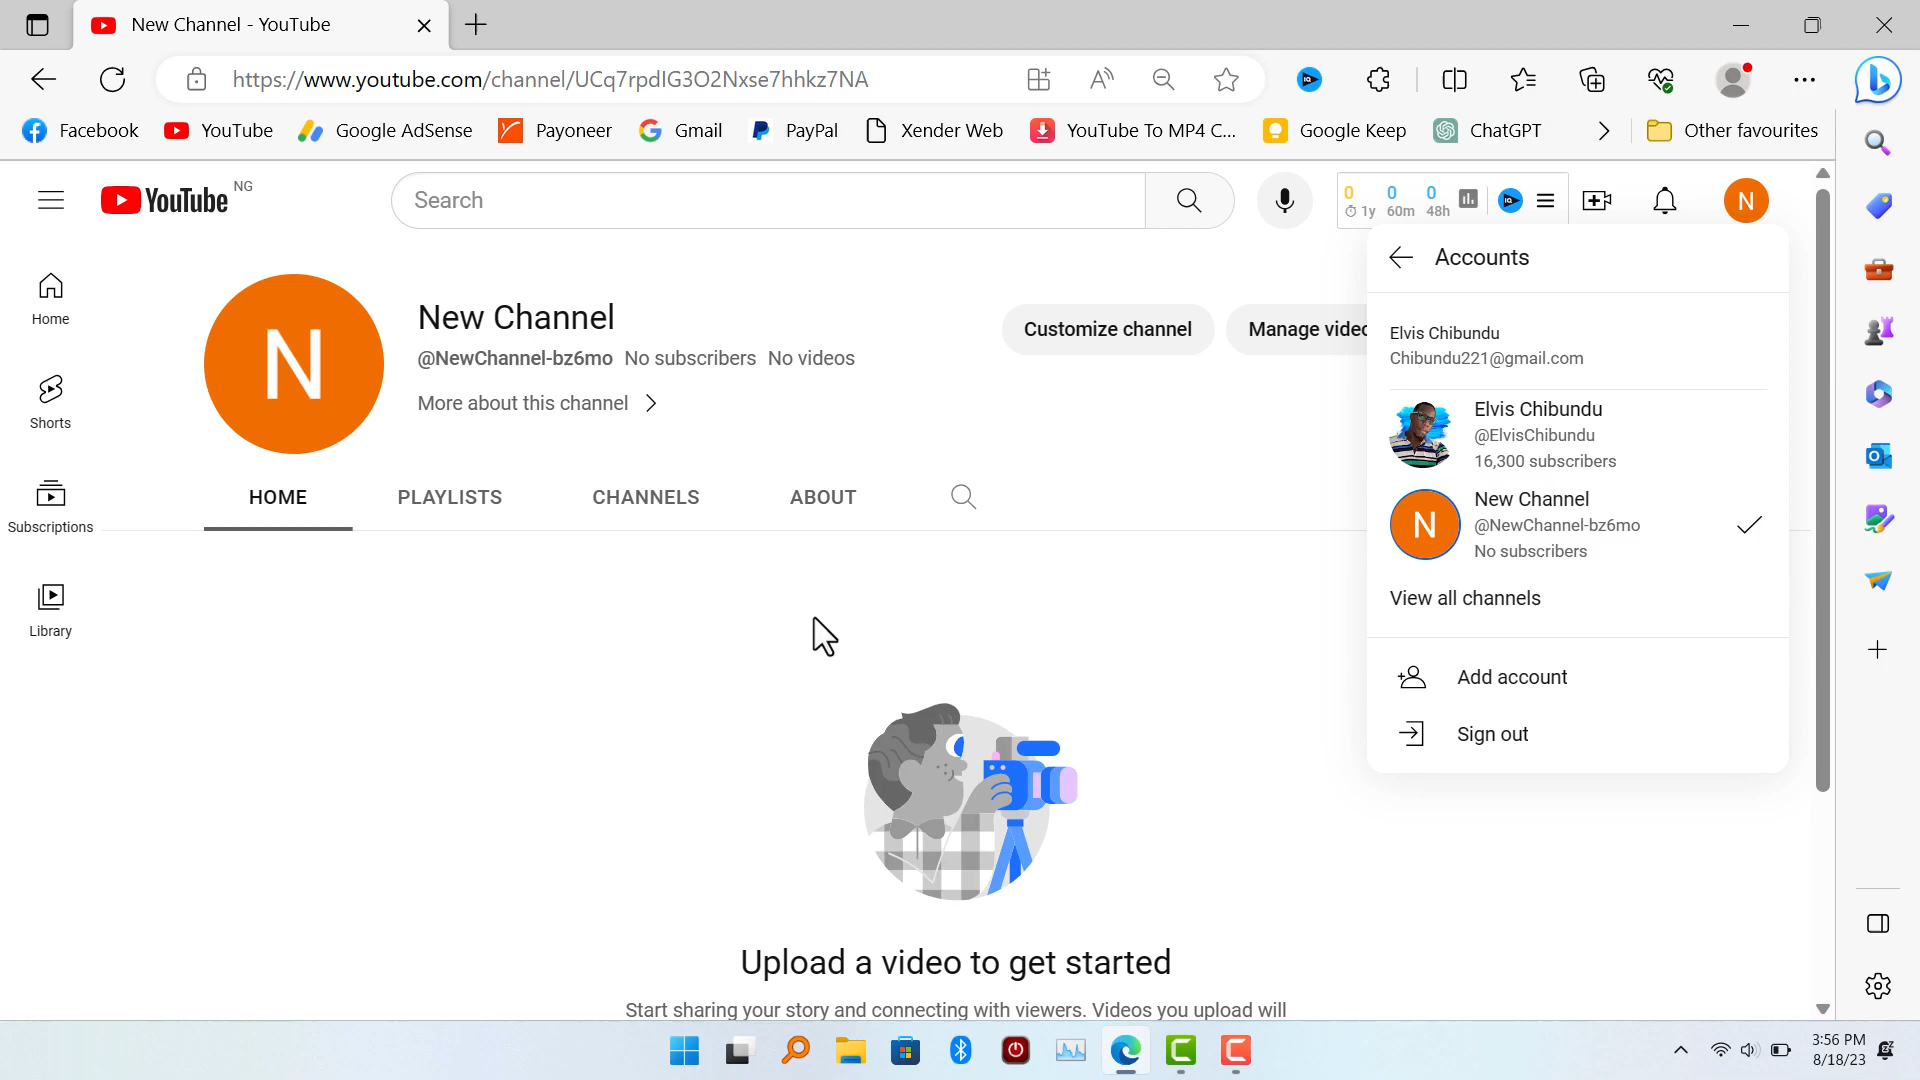 New Channel - YouTube
https://www.youtube.com/channel/UCq7rpdIG3O2Nxse7hhkz7NA
Facebook YouTube Google AdSense Payoneer Gmail PayPal Xender Web YouTube To MP4 C... Google Keep ChatGPT Other favourites
YouTube NG
Search
0 0 0
1y 60m 48h
N
Home
Shorts
Subscriptions
Library
N
New Channel
@NewChannel-bz6mo No subscribers No videos
More about this channel
Customize channel
Manage videos
HOME PLAYLISTS CHANNELS ABOUT
Accounts
Elvis Chibundu
Chibundu221@gmail.com
Elvis Chibundu
@ElvisChibundu
16,300 subscribers
N
New Channel
@NewChannel-bz6mo
No subscribers
View all channels
Add account
Sign out
Upload a video to get started
Start sharing your story and connecting with viewers. Videos you upload will
3:56 PM
8/18/23